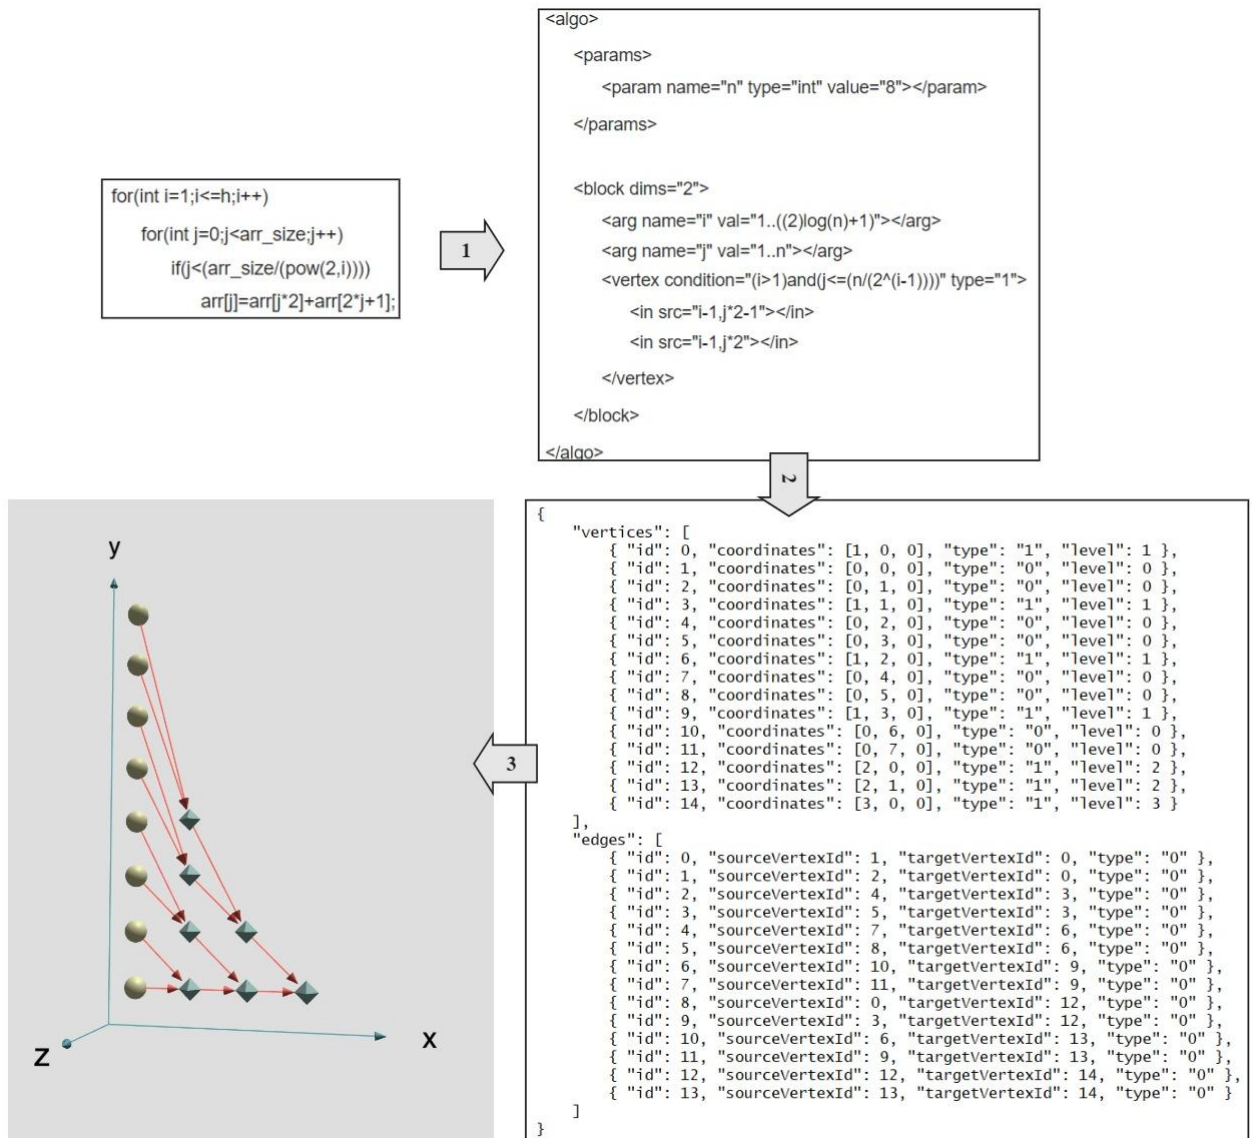 for(int i=1;i<=h;i++)
for(int j=0;j<arr_size;j++)
if(j<(arr_size/(pow(2,i))))
arr[j]=arr[j*2]+arr[2*j+1];
1
<algo>
<params>
<param name="n" type="int" value="8"></param>
</params>
<block dims="2">
<arg name="i" val="1..((2)log(n)+1)"></arg>
<arg name="j" val="1..n"></arg>
<vertex condition="(i>1)and(j<=(n/(2^(i-1))))" type="1">
<in src="i-1,j*2-1"></in>
<in src="i-1,j*2"></in>
</vertex>
</block>
</algo>
2
{
"vertices": [
{ "id": 0, "coordinates": [1, 0, 0], "type": "1", "level": 1 },
{ "id": 1, "coordinates": [0, 0, 0], "type": "0", "level": 0 },
{ "id": 2, "coordinates": [0, 1, 0], "type": "0", "level": 0 },
{ "id": 3, "coordinates": [1, 1, 0], "type": "1", "level": 1 },
{ "id": 4, "coordinates": [0, 2, 0], "type": "0", "level": 0 },
{ "id": 5, "coordinates": [0, 3, 0], "type": "0", "level": 0 },
{ "id": 6, "coordinates": [1, 2, 0], "type": "1", "level": 1 },
{ "id": 7, "coordinates": [0, 4, 0], "type": "0", "level": 0 },
{ "id": 8, "coordinates": [0, 5, 0], "type": "0", "level": 0 },
{ "id": 9, "coordinates": [1, 3, 0], "type": "1", "level": 1 },
{ "id": 10, "coordinates": [0, 6, 0], "type": "0", "level": 0 },
{ "id": 11, "coordinates": [0, 7, 0], "type": "0", "level": 0 },
{ "id": 12, "coordinates": [2, 0, 0], "type": "1", "level": 2 },
{ "id": 13, "coordinates": [2, 1, 0], "type": "1", "level": 2 },
{ "id": 14, "coordinates": [3, 0, 0], "type": "1", "level": 3 }
],
"edges": [
{ "id": 0, "sourceVertexId": 1, "targetVertexId": 0, "type": "0" },
{ "id": 1, "sourceVertexId": 2, "targetVertexId": 0, "type": "0" },
{ "id": 2, "sourceVertexId": 4, "targetVertexId": 3, "type": "0" },
{ "id": 3, "sourceVertexId": 5, "targetVertexId": 3, "type": "0" },
{ "id": 4, "sourceVertexId": 7, "targetVertexId": 6, "type": "0" },
{ "id": 5, "sourceVertexId": 8, "targetVertexId": 6, "type": "0" },
{ "id": 6, "sourceVertexId": 10, "targetVertexId": 9, "type": "0" },
{ "id": 7, "sourceVertexId": 11, "targetVertexId": 9, "type": "0" },
{ "id": 8, "sourceVertexId": 0, "targetVertexId": 12, "type": "0" },
{ "id": 9, "sourceVertexId": 3, "targetVertexId": 12, "type": "0" },
{ "id": 10, "sourceVertexId": 6, "targetVertexId": 13, "type": "0" },
{ "id": 11, "sourceVertexId": 9, "targetVertexId": 13, "type": "0" },
{ "id": 12, "sourceVertexId": 12, "targetVertexId": 14, "type": "0" },
{ "id": 13, "sourceVertexId": 13, "targetVertexId": 14, "type": "0" }
]
}
3
y
X
Z